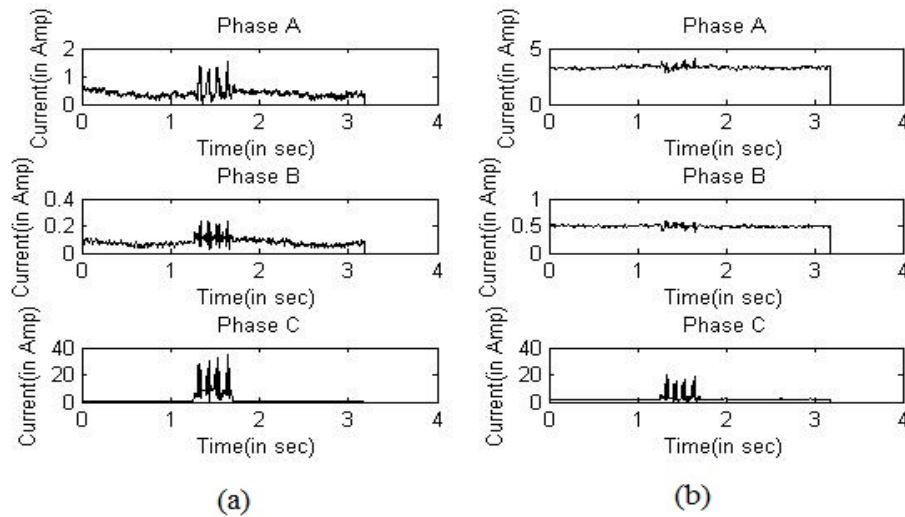 Phase A
Current(in Amp)
2
1
0
0 1 2 3 4
Time(in sec)
Phase B
Current(in Amp)
0.4
0.2
0
0 1 2 3 4
Time(in sec)
Phase C
Current(in Amp)
40
20
0
0 1 2 3 4
Time(in sec)
(a)
Phase A
Current(in Amp)
5
0
0 1 2 3 4
Time(in sec)
Phase B
Current(in Amp)
1
0.5
0
0 1 2 3 4
Time(in sec)
Phase C
Current(in Amp)
40
20
0
0 1 2 3 4
Time(in sec)
(b)